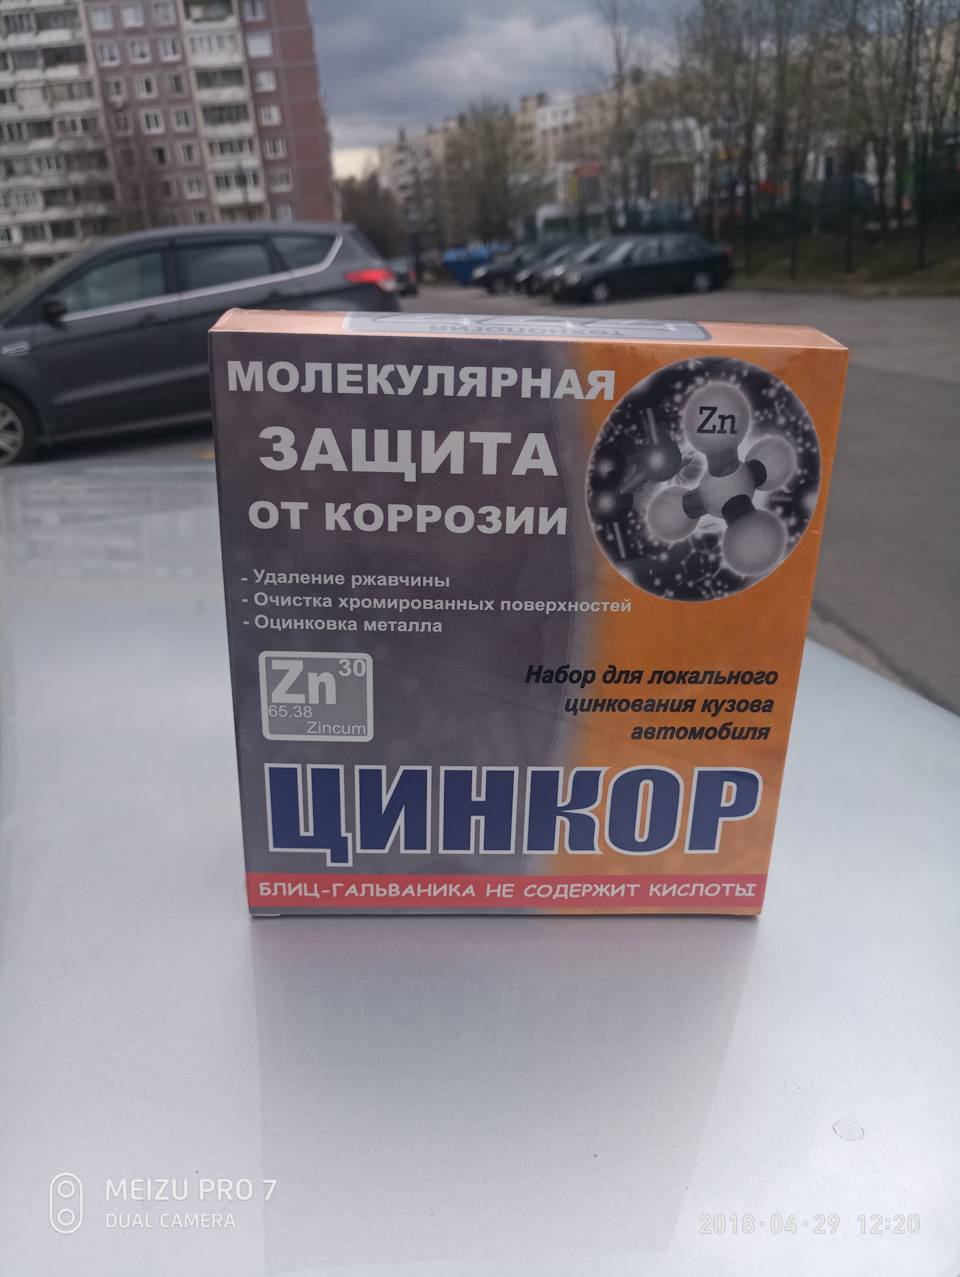 технология
МОЛЕКУЛЯРНАЯ
ЗАЩИТА
ОТ КОРРОЗИИ
Zn
- Удаление ржавчины
- Очистка хромированных поверхностей
- Оцинковка металла
Zn 30
65.38
Zincum
Набор для локального
цинкования кузова
автомобиля
ЦИНКОР
БЛИЦ-ГАЛЬВАНИКА НЕ СОДЕРЖИТ КИСЛОТЫ
MEIZU PRO 7
DUAL CAMERA
2018-04-29 12:20